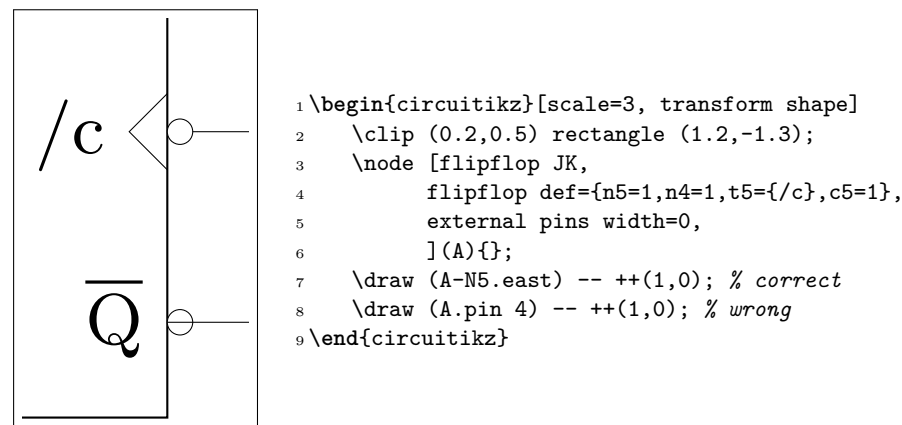 /c
Q
1 \begin{circuitikz}[scale=3, transform shape]
2 \clip (0.2,0.5) rectangle (1.2,-1.3);
3 \node [flipflop JK,
4 flipflop def={n5=1,n4=1,t5={/c},c5=1},
5 external pins width=0,
6 ](A){};
7 \draw (A-N5.east) -- ++(1,0); % correct
8 \draw (A.pin 4) -- ++(1,0); % wrong
9 \end{circuitikz}